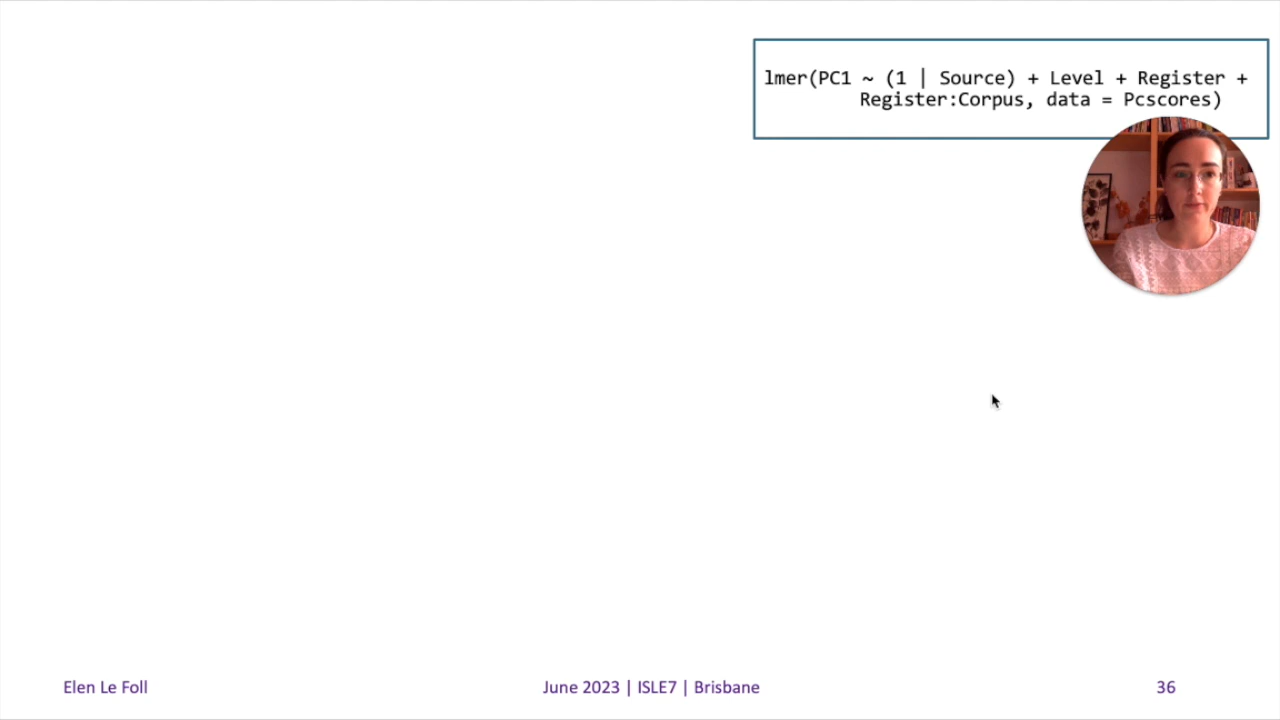 lmer(PC1 ~ (1 | Source) + Level + Register +
Register:Corpus, data = Pcscores)
Elen Le Foll
June 2023 | ISLE7 | Brisbane
36